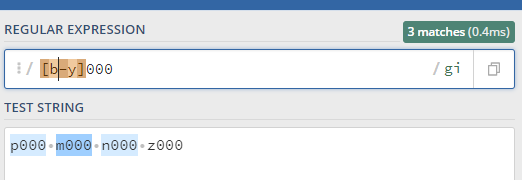 REGULAR EXPRESSION
3 matches (0.4ms)
/ [b-y]000 / gi
TEST STRING
p000·m000·n000·z000